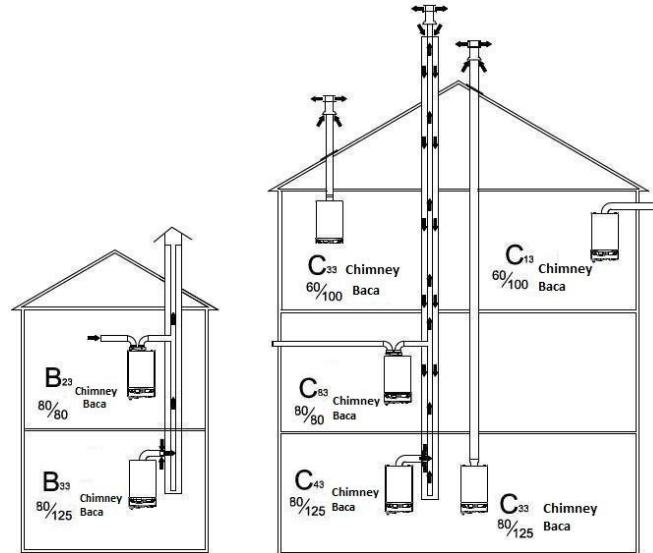 C33 Chimney
60/100 Baca
C13 Chimney
60/100 Baca
B23 Chimney
80/80 Baca
C83 Chimney
80/80 Baca
B33 Chimney
80/125 Baca
C43 Chimney
80/125 Baca
C33 Chimney
80/125 Baca